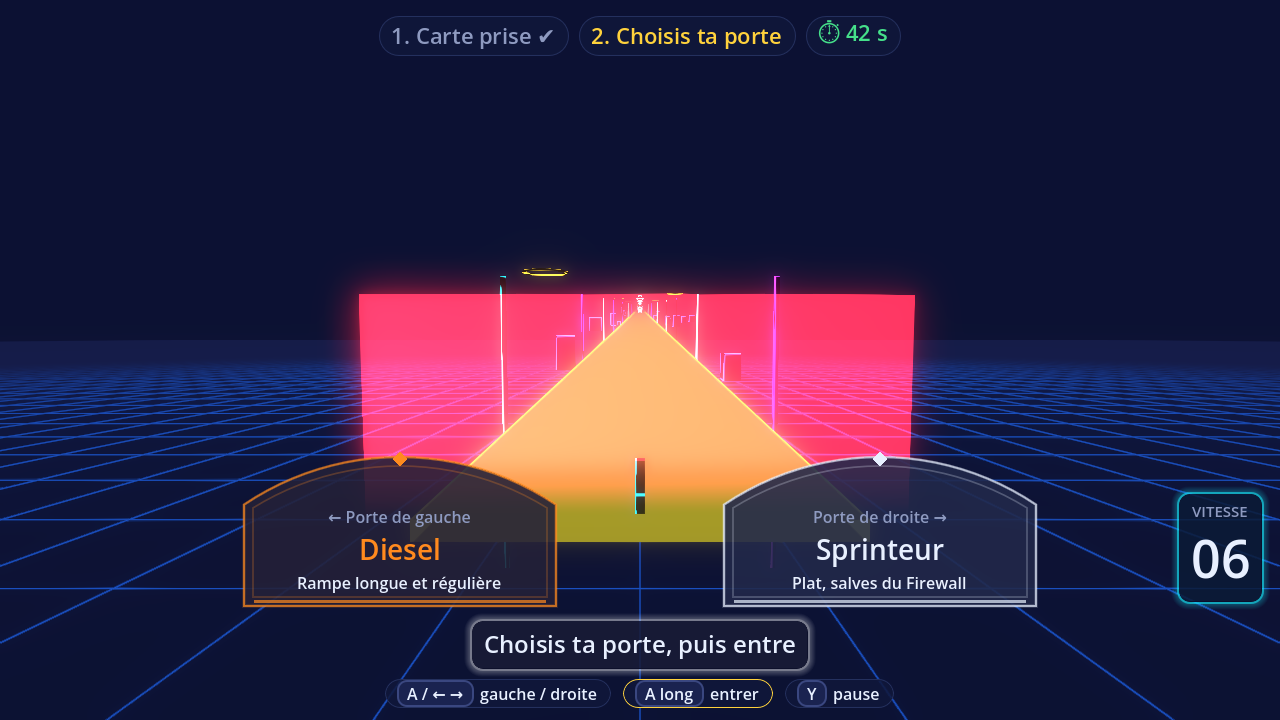 1. Carte prise ✔
2. Choisis ta porte
⏱ 42 s
← Porte de gauche
Diesel
Rampe longue et régulière
Porte de droite →
Sprinteur
Plat, salves du Firewall
VITESSE
06
Choisis ta porte, puis entre
A / ← → gauche / droite
A long entrer
Y pause